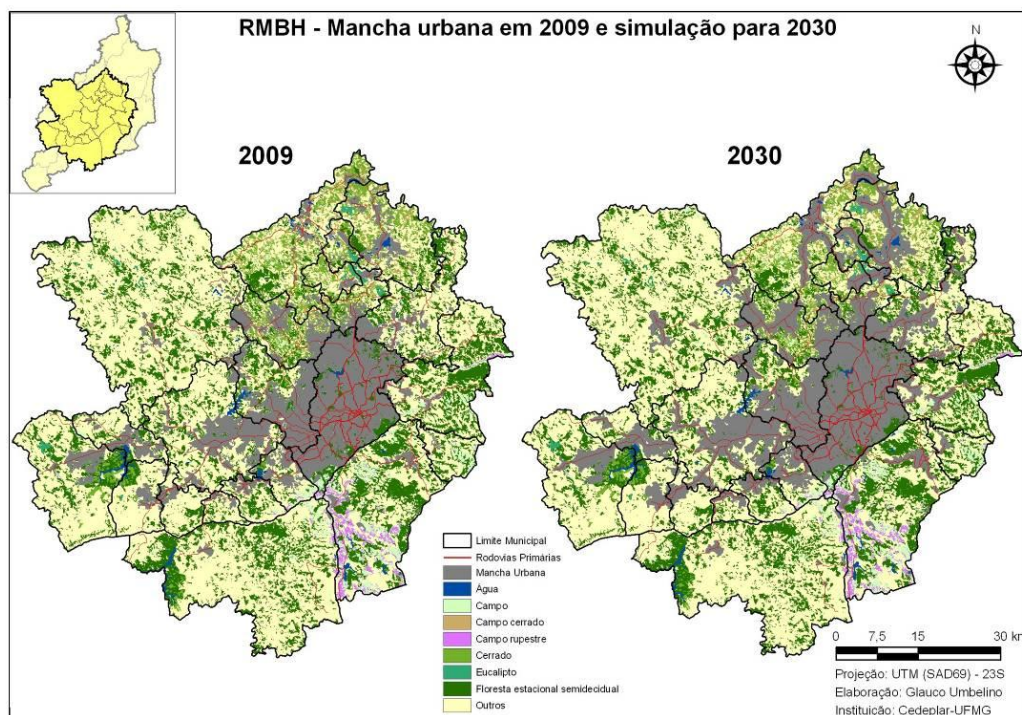 RMBH - Mancha urbana em 2009 e simulação para 2030
N
2009
2030
Limite Municipal
Rodovias Primárias
Mancha Urbana
Água
Campo
Campo cerrado
Campo rupestre
Cerrado
Eucalipto
Floresta estacional semidecidual
Outros
0 7,5 15 30 km
Projeção: UTM (SAD69) - 23S
Elaboração: Glauco Umbelino
Instituição: Cedeplar-UFMG